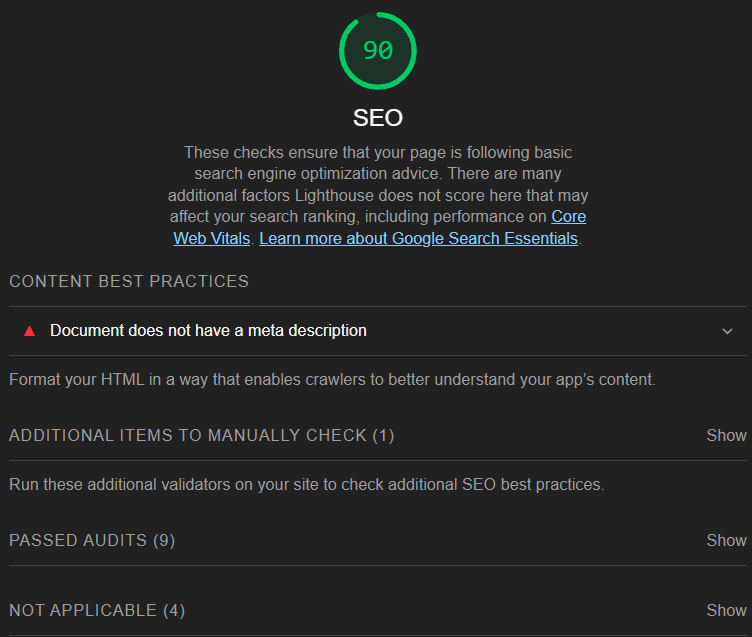 90
SEO
These checks ensure that your page is following basic
search engine optimization advice. There are many
additional factors Lighthouse does not score here that may
affect your search ranking, including performance on Core
Web Vitals. Learn more about Google Search Essentials.
CONTENT BEST PRACTICES
Document does not have a meta description
Format your HTML in a way that enables crawlers to better understand your app’s content.
ADDITIONAL ITEMS TO MANUALLY CHECK (1) Show
Run these additional validators on your site to check additional SEO best practices.
PASSED AUDITS (9) Show
NOT APPLICABLE (4) Show